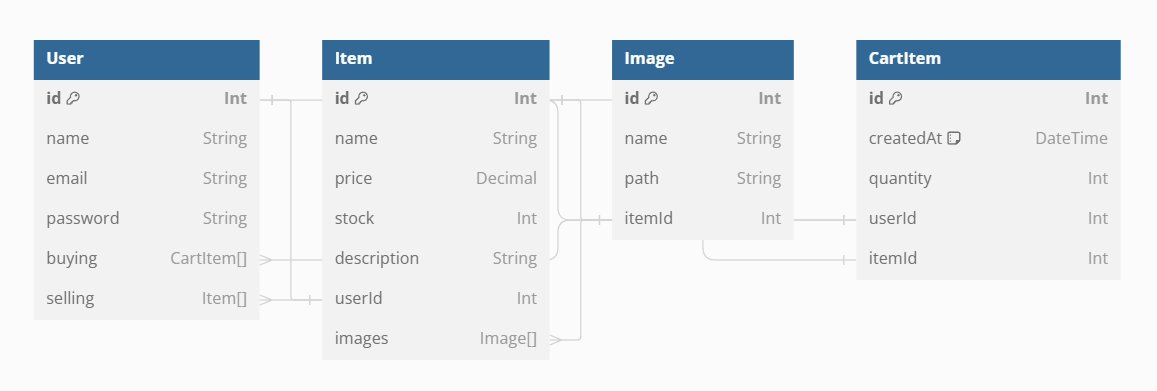 User
id Int
name String
email String
password String
buying CartItem[]
selling Item[]
Item
id Int
name String
price Decimal
stock Int
description String
userId Int
images Image[]
Image
id Int
name String
path String
itemId Int
CartItem
id Int
createdAt DateTime
quantity Int
userId Int
itemId Int